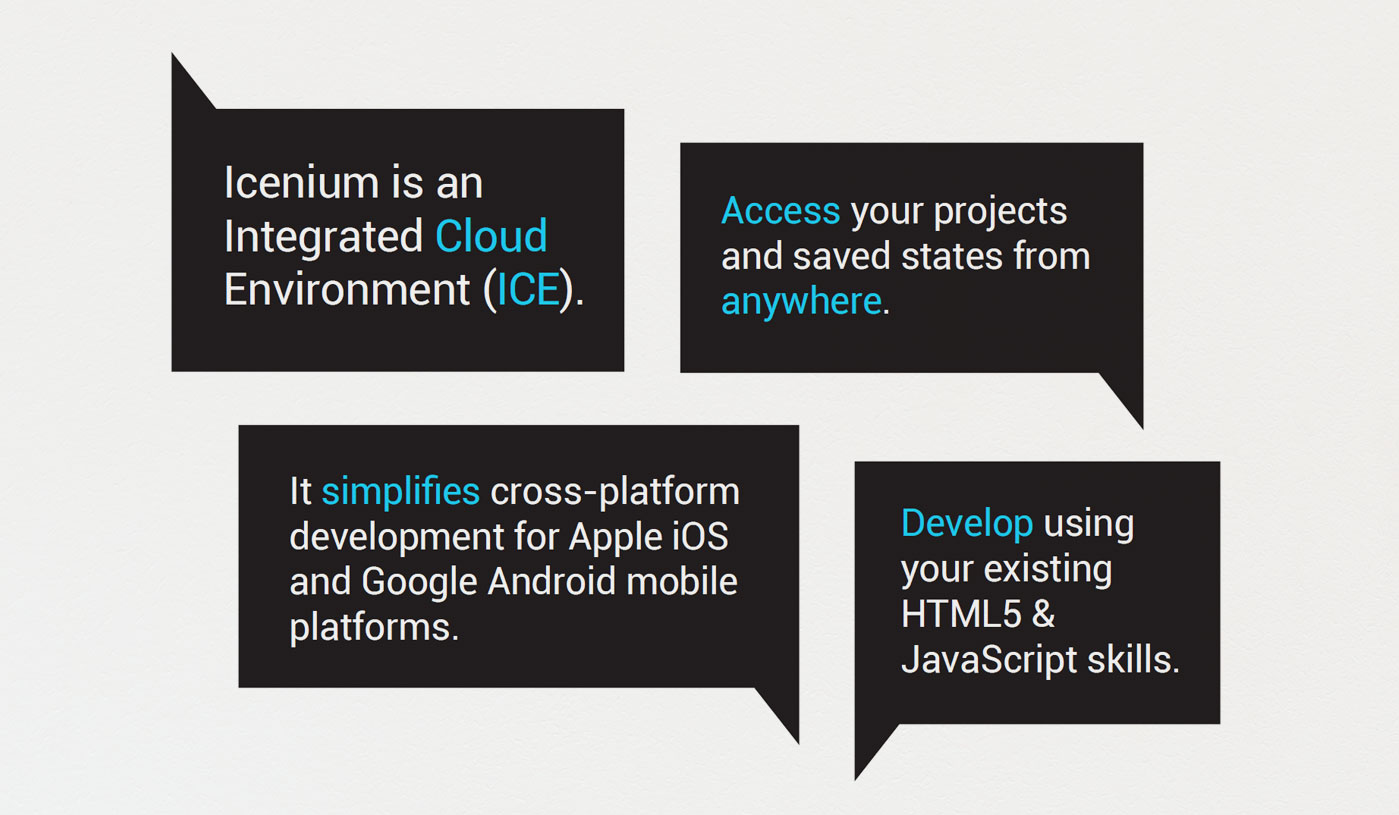 Icenium is an
Integrated Cloud
Environment (ICE).
Access your projects
and saved states from
anywhere.
It simplifies cross-platform
development for Apple iOS
and Google Android mobile
platforms.
Develop using
your existing
HTML5 &
JavaScript skills.